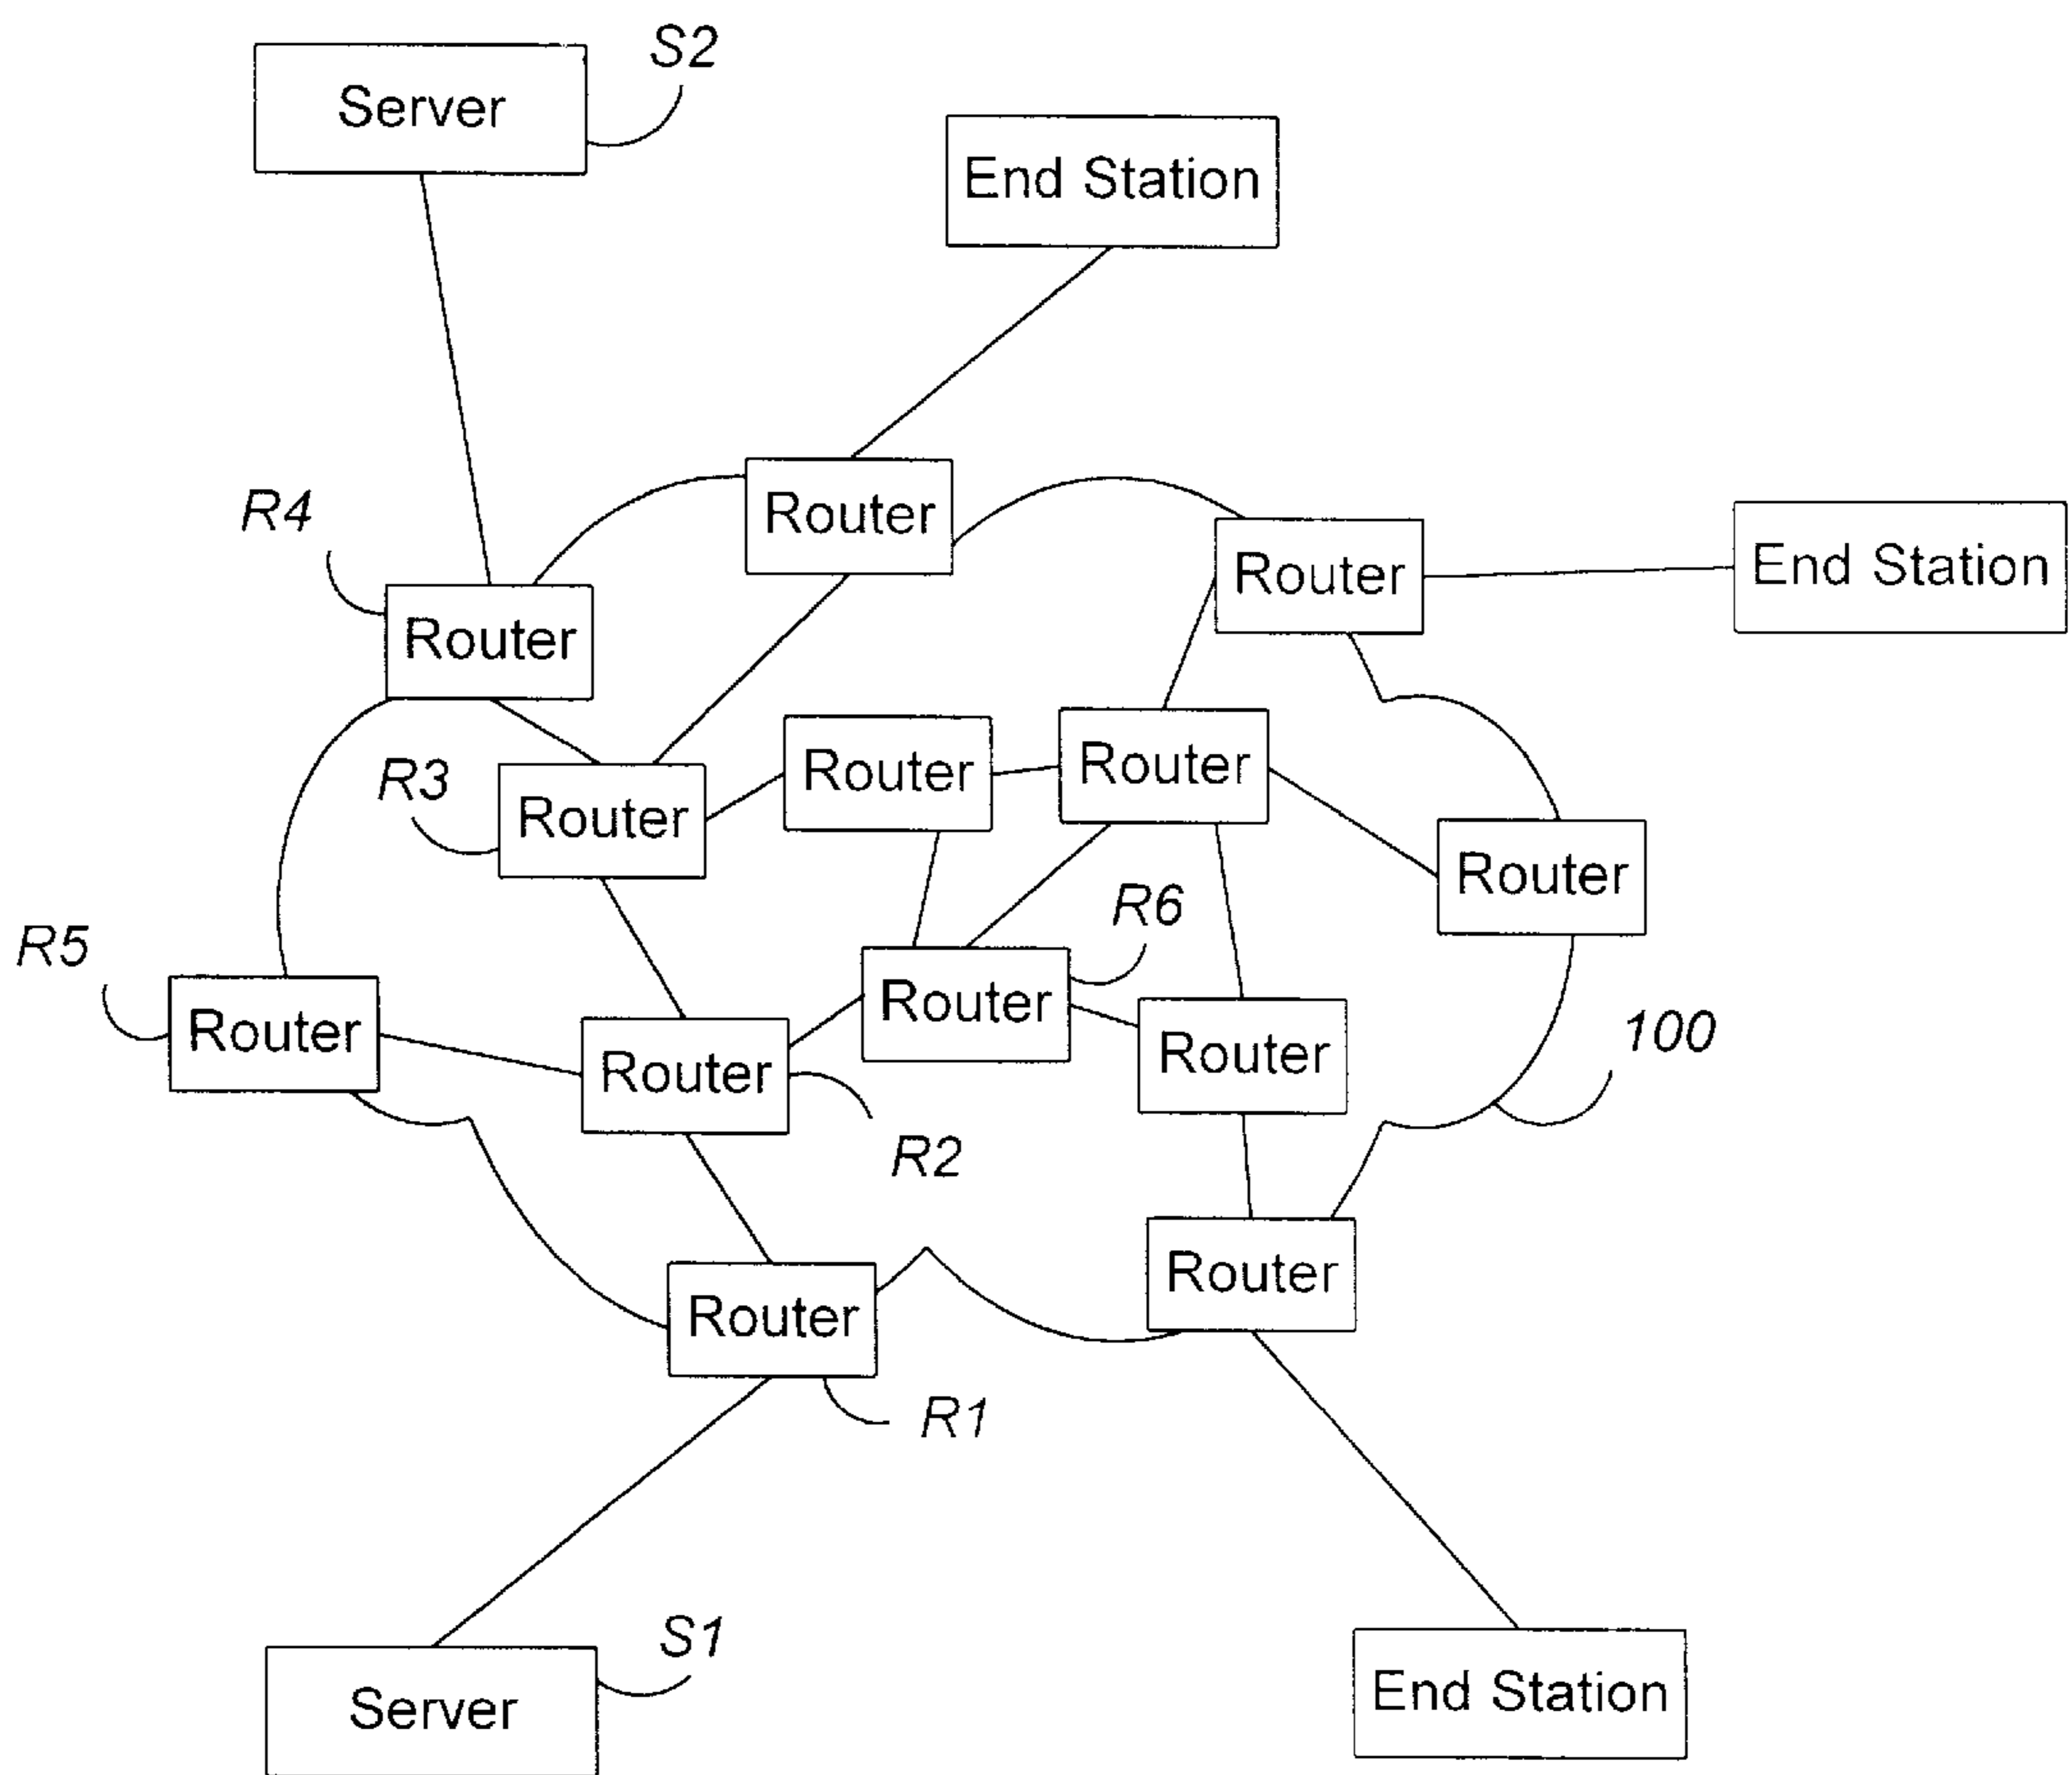 S2
Server
End Station
R4
Router
Router
End Station
Router
R3
Router
Router
Router
Router
R6
R5
Router
Router
Router
Router
100
R2
Router
Router
R1
S1
Server
End Station